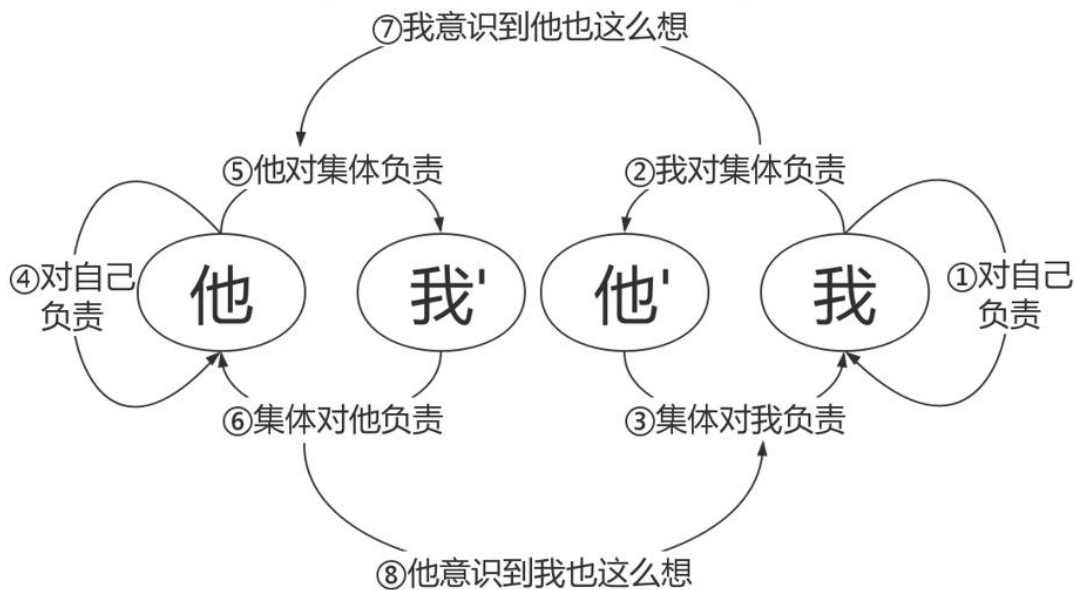 ⑦我意识到他也这么想
⑤他对集体负责
②我对集体负责
④对自己
负责
他
我'
他'
我
①对自己
负责
⑥集体对他负责
③集体对我负责
⑧他意识到我也这么想